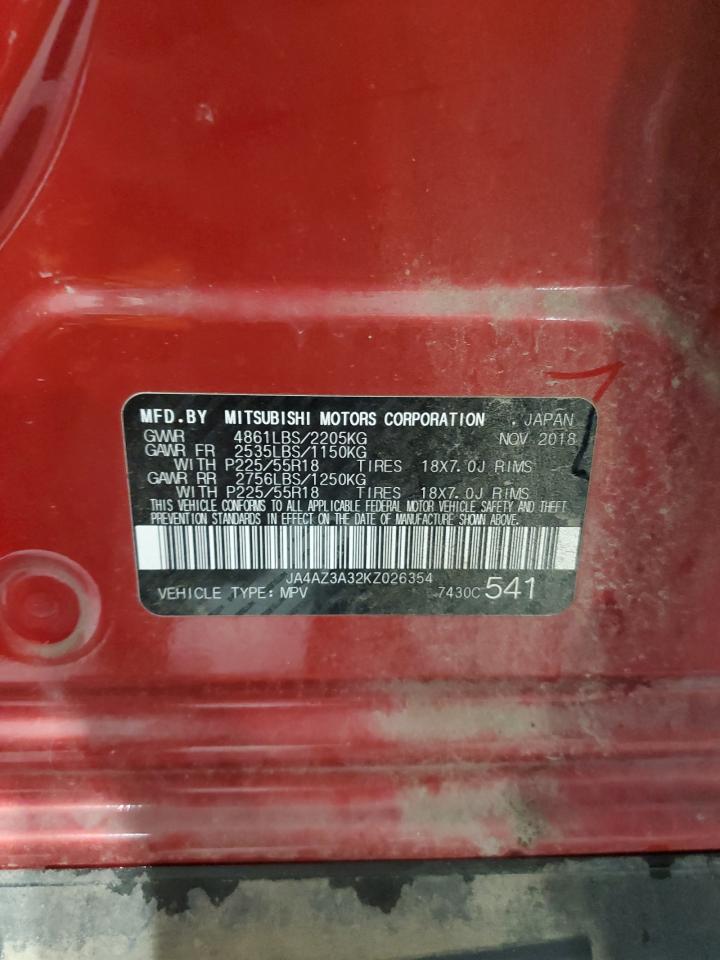 MFD.BY MITSUBISHI MOTORS CORPORATION , JAPAN
GVWR 4861LBS/2205KG NOV 2018
GAWR FR 2535LBS/1150KG
WITH P225/55R18 TIRES 18X7.0J RIMS
GAWR RR 2756LBS/1250KG
WITH P225/55R18 TIRES 18X7.0J RIMS
THIS VEHICLE CONFORMS TO ALL APPLICABLE FEDERAL MOTOR VEHICLE SAFETY AND THEFT
PREVENTION STANDARDS IN EFFECT ON THE DATE OF MANUFACTURE SHOWN ABOVE.
JA4AZ3A32KZ026354
VEHICLE TYPE: MPV 7430C 541